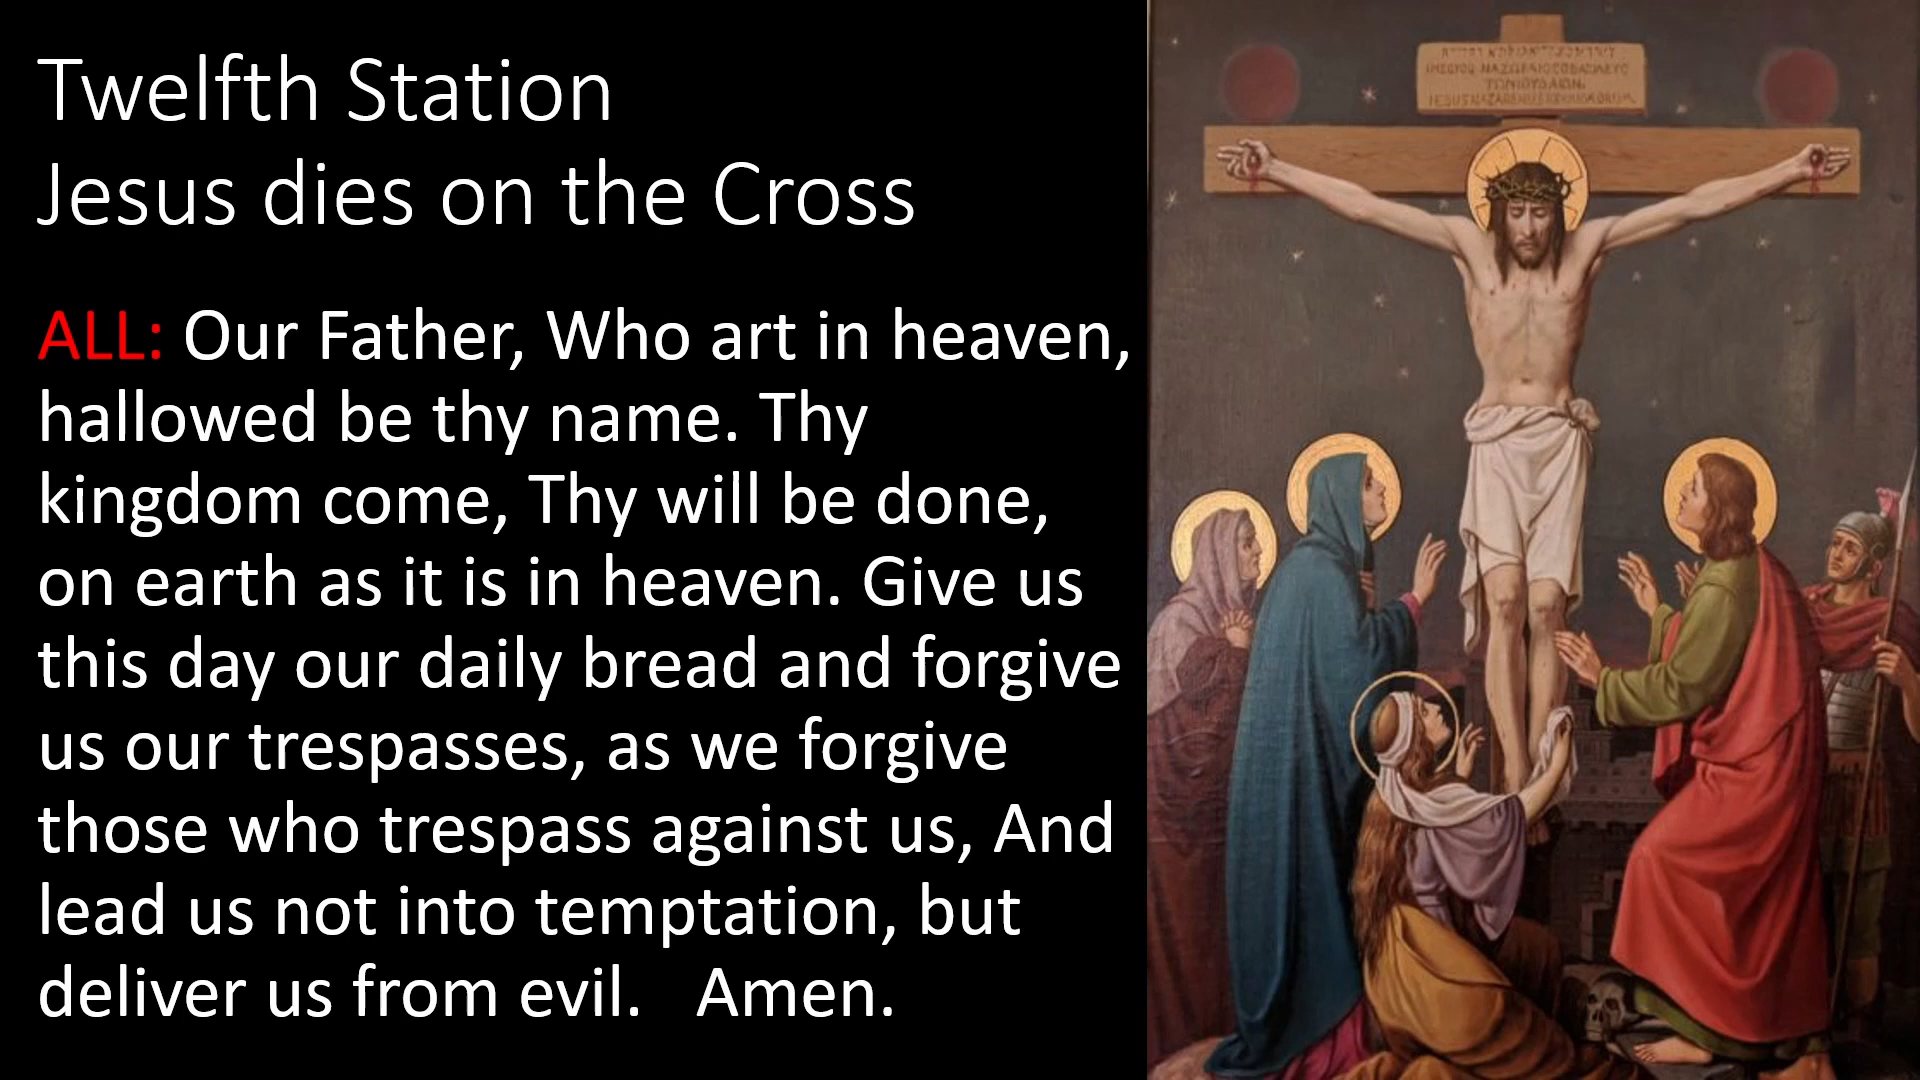 Twelfth Station
Jesus dies on the Cross
ALL: Our Father, Who art in heaven,
hallowed be thy name. Thy
kingdom come, Thy will be done,
on earth as it is in heaven. Give us
this day our daily bread and forgive
us our trespasses, as we forgive
those who trespass against us, And
lead us not into temptation, but
deliver us from evil.   Amen.